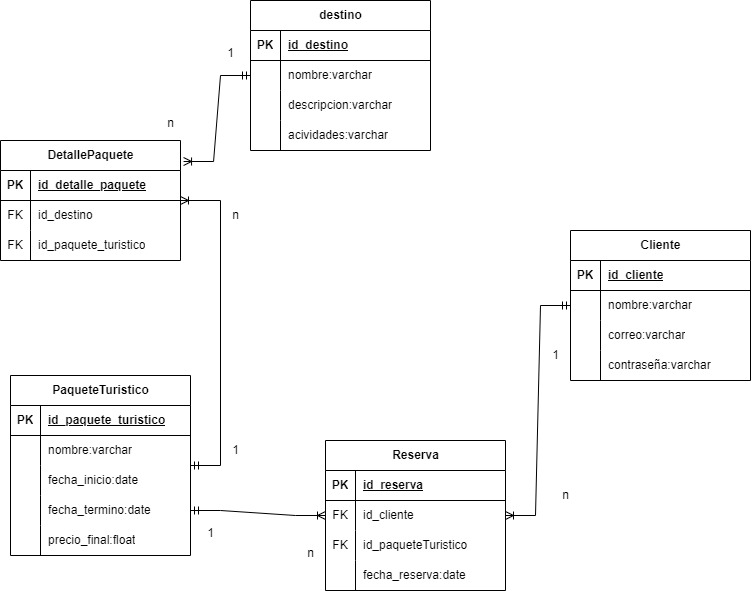 destino
PK id_destino
nombre:varchar
descripcion:varchar
acividades:varchar
1
n
DetallePaquete
PK id_detalle_paquete
FK id_destino
FK id_paquete_turistico
n
Cliente
PK id_cliente
nombre:varchar
correo:varchar
contraseña:varchar
1
n
PaqueteTuristico
PK id_paquete_turistico
nombre:varchar
fecha_inicio:date
fecha_termino:date
precio_final:float
1
1
n
Reserva
PK id_reserva
FK id_cliente
FK id_paqueteTuristico
fecha_reserva:date